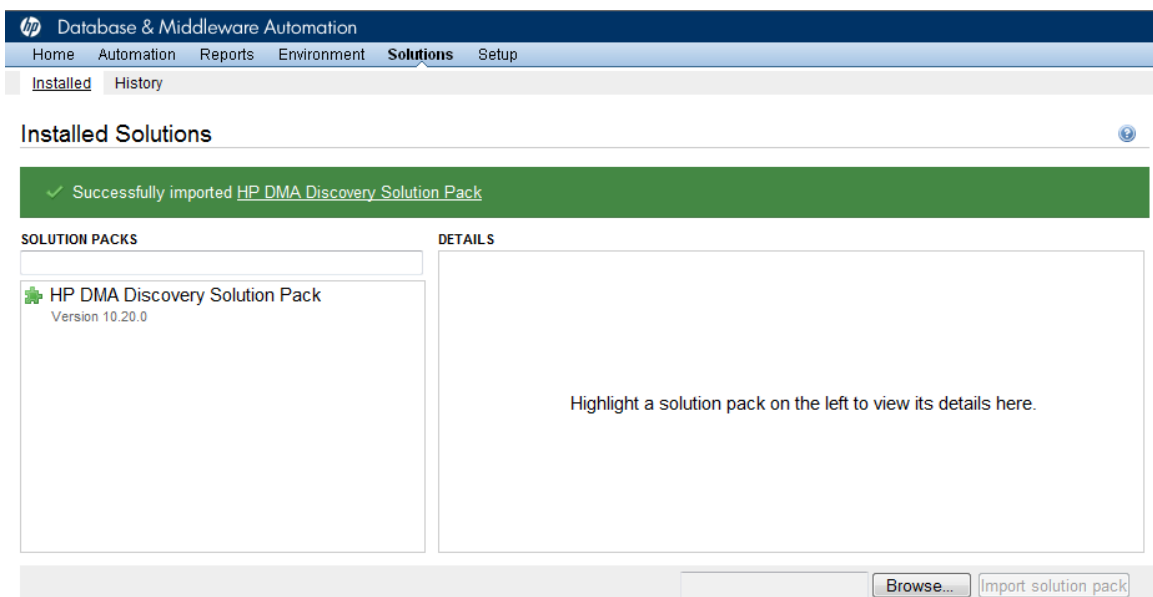 hp Database & Middleware Automation
Home Automation Reports Environment Solutions Setup
Installed History
Installed Solutions
?
Successfully imported HP DMA Discovery Solution Pack
SOLUTION PACKS
DETAILS
HP DMA Discovery Solution Pack
Version 10.20.0
Highlight a solution pack on the left to view its details here.
Browse... Import solution pack